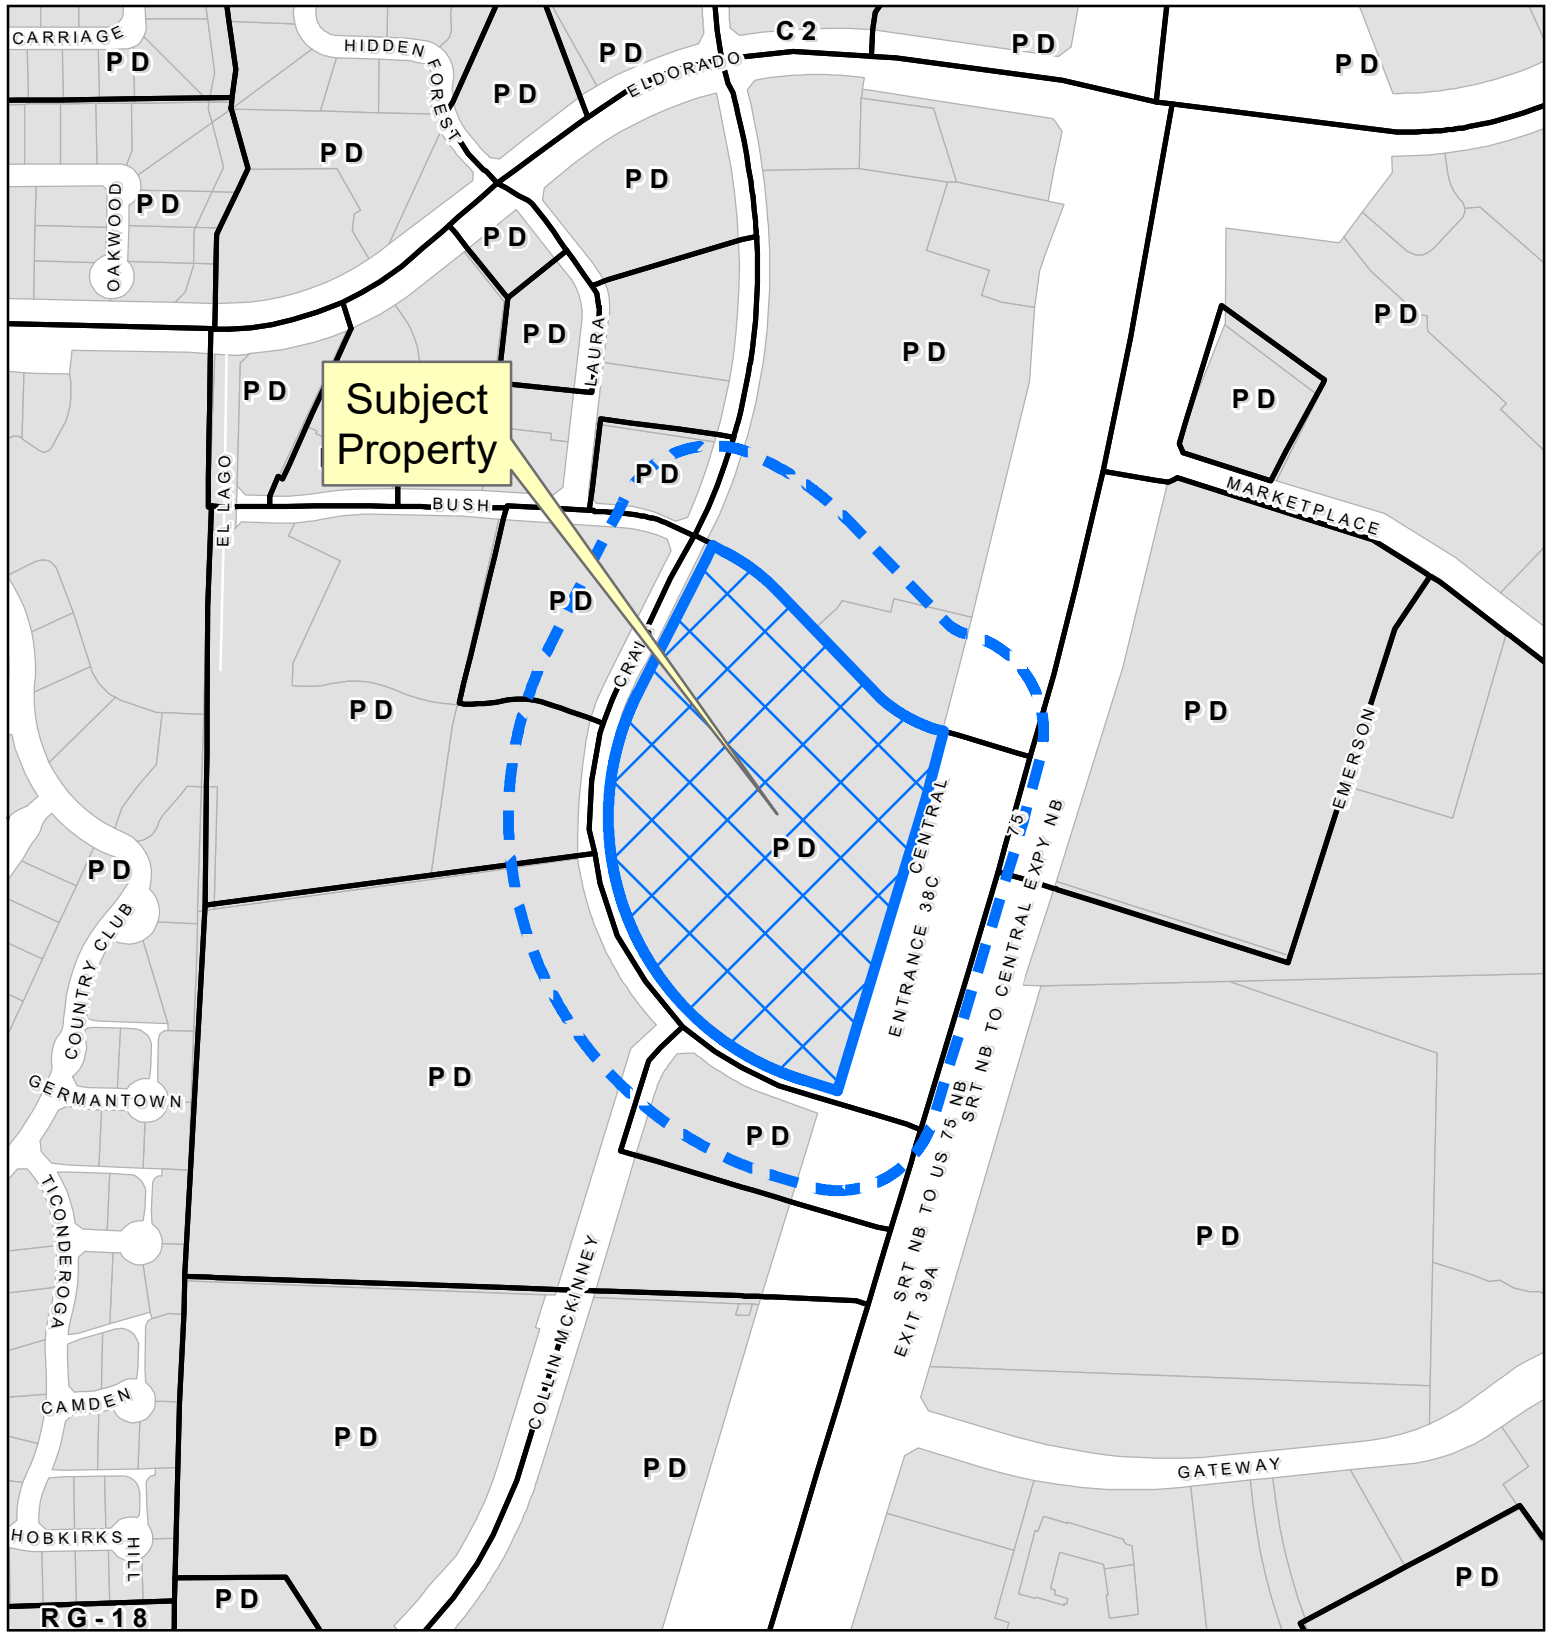 CARRIAGE
PD
HIDDEN FOREST
PD
PD
ELDORADO
C2
PD
PD
PD
PD
OAKWOOD
PD
PD
PD
PD
PD
LAURA
PD
PD
PD
Subject
Property
EL LAGO
BUSH
PD
MARKETPLACE
PD
PD
PD
EMERSON
CENTRAL
75
PD
PD
COUNTRY CLUB
ENTRANCE 38C
SRT NB TO CENTRAL EXPY NB
GERMANTOWN
PD
PD
SRT NB TO US 75 NB
EXIT 39A
TICONDEROGA
COLLIN MCKINNEY
PD
CAMDEN
PD
PD
GATEWAY
HOBKIRKS HILL
PD
PD
RG-18